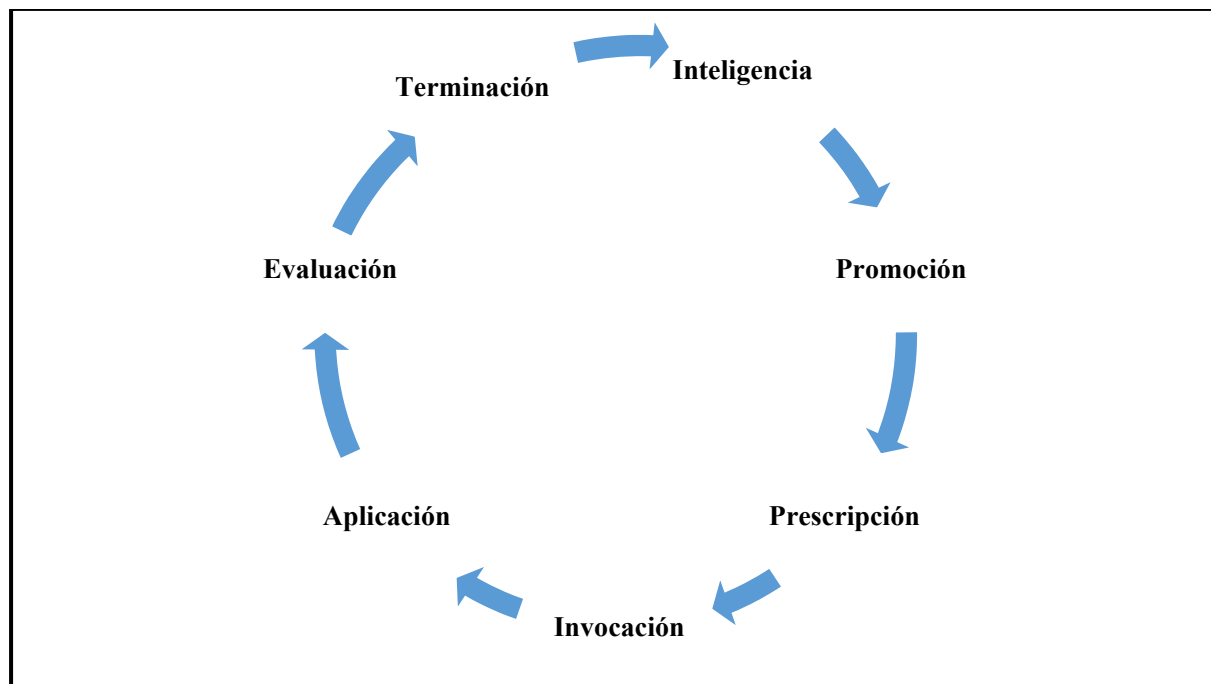 Inteligencia
Promoción
Prescripción
Invocación
Aplicación
Evaluación
Terminación